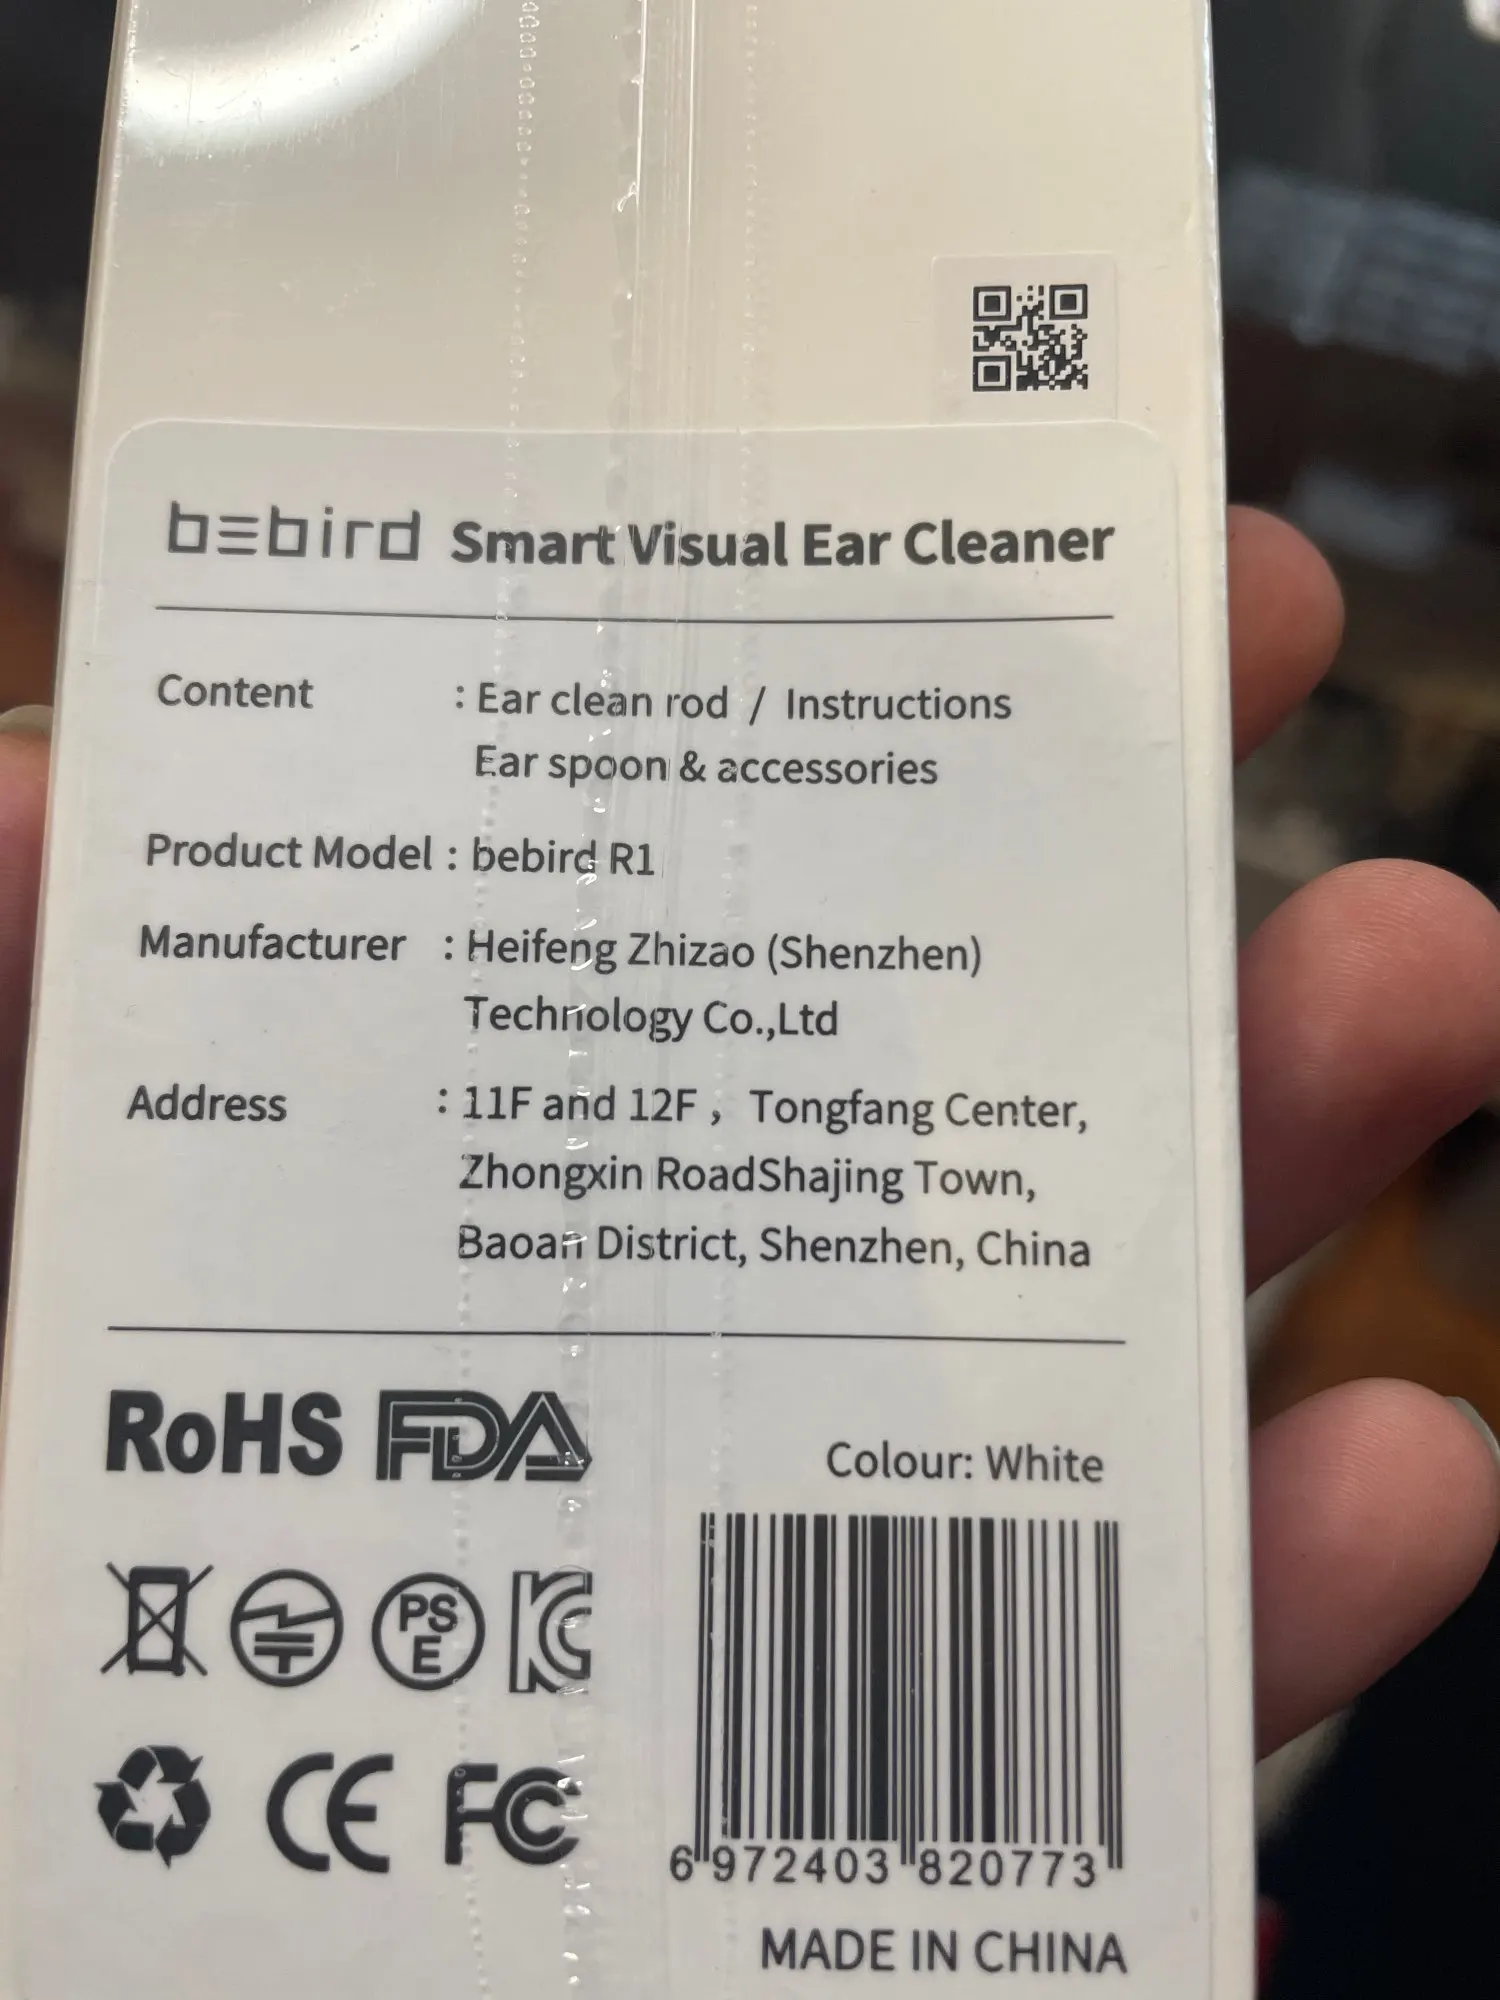 bebird Smart Visual Ear Cleaner
Content : Ear clean rod / Instructions
Ear spoon & accessories
Product Model : bebird R1
Manufacturer : Heifeng Zhizao (Shenzhen)
Technology Co.,Ltd
Address : 11F and 12F , Tongfang Center,
Zhongxin RoadShajing Town,
Baoan District, Shenzhen, China
RoHS FDA
Colour: White
PS
E
KC
CE FC
6 972403 820773
MADE IN CHINA